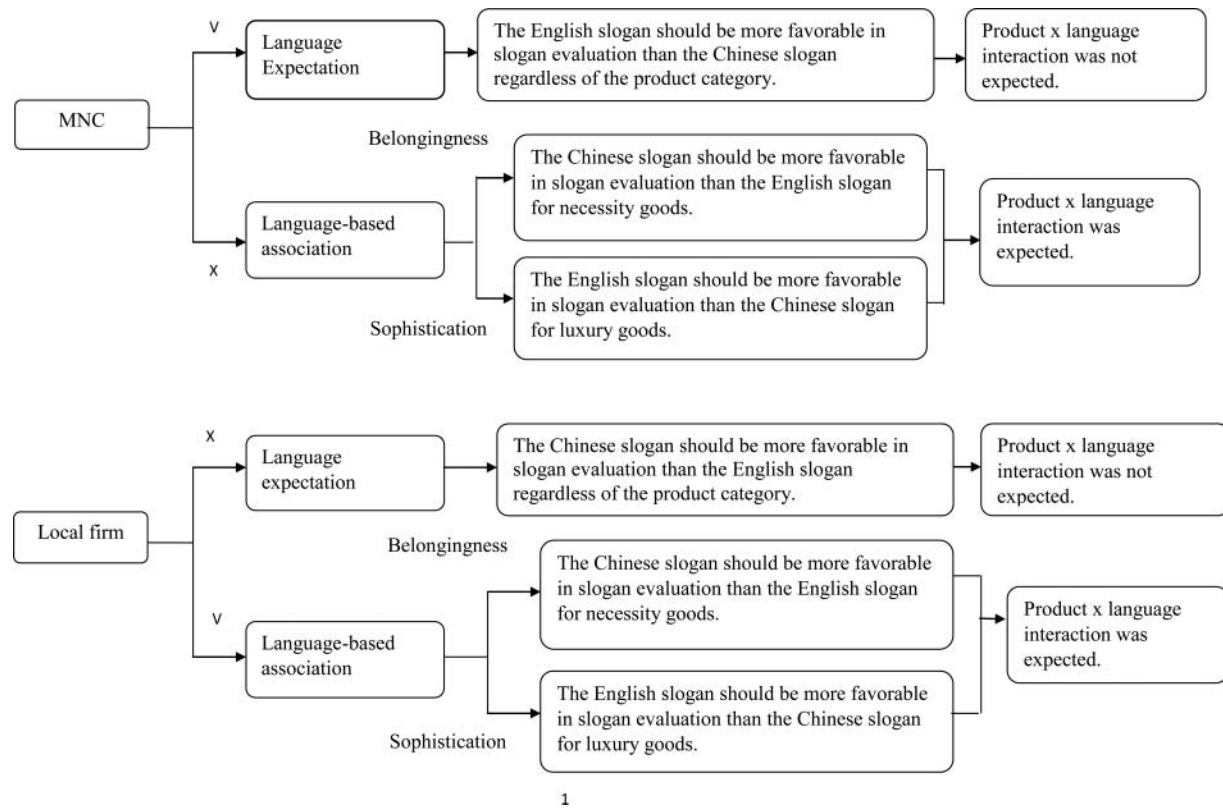 V
Language
Expectation
The English slogan should be more favorable in
slogan evaluation than the Chinese slogan
regardless of the product category.
Product x language
interaction was not
expected.
MNC
Belongingness
The Chinese slogan should be more favorable
in slogan evaluation than the English slogan
for necessity goods.
Language-based
association
X
Product x language
interaction was
expected.
The English slogan should be more favorable
in slogan evaluation than the Chinese slogan
for luxury goods.
Sophistication
X
Language
expectation
The Chinese slogan should be more favorable in
slogan evaluation than the English slogan
regardless of the product category.
Product x language
interaction was not
expected.
Local firm
Belongingness
The Chinese slogan should be more favorable
in slogan evaluation than the English slogan
for necessity goods.
V
Language-based
association
Product x language
interaction was
expected.
The English slogan should be more favorable
in slogan evaluation than the Chinese slogan
for luxury goods.
Sophistication
1